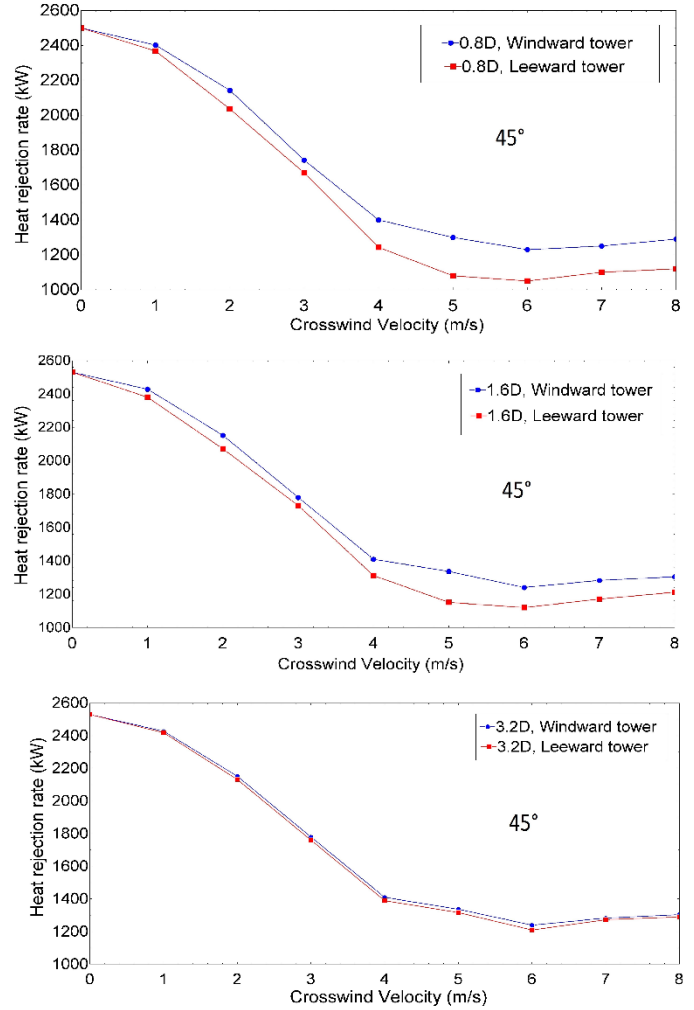 2600
2400
2200
2000
1800
1600
1400
1200
1000
Heat rejection rate (kW)
0.8D, Windward tower
0.8D, Leeward tower
45°
0 1 2 3 4 5 6 7 8
Crosswind Velocity (m/s)
2600
2400
2200
2000
1800
1600
1400
1200
1000
Heat rejection rate (kW)
1.6D, Windward tower
1.6D, Leeward tower
45°
0 1 2 3 4 5 6 7 8
Crosswind Velocity (m/s)
2600
2400
2200
2000
1800
1600
1400
1200
1000
Heat rejection rate (kW)
3.2D, Windward tower
3.2D, Leeward tower
45°
0 1 2 3 4 5 6 7 8
Crosswind Velocity (m/s)